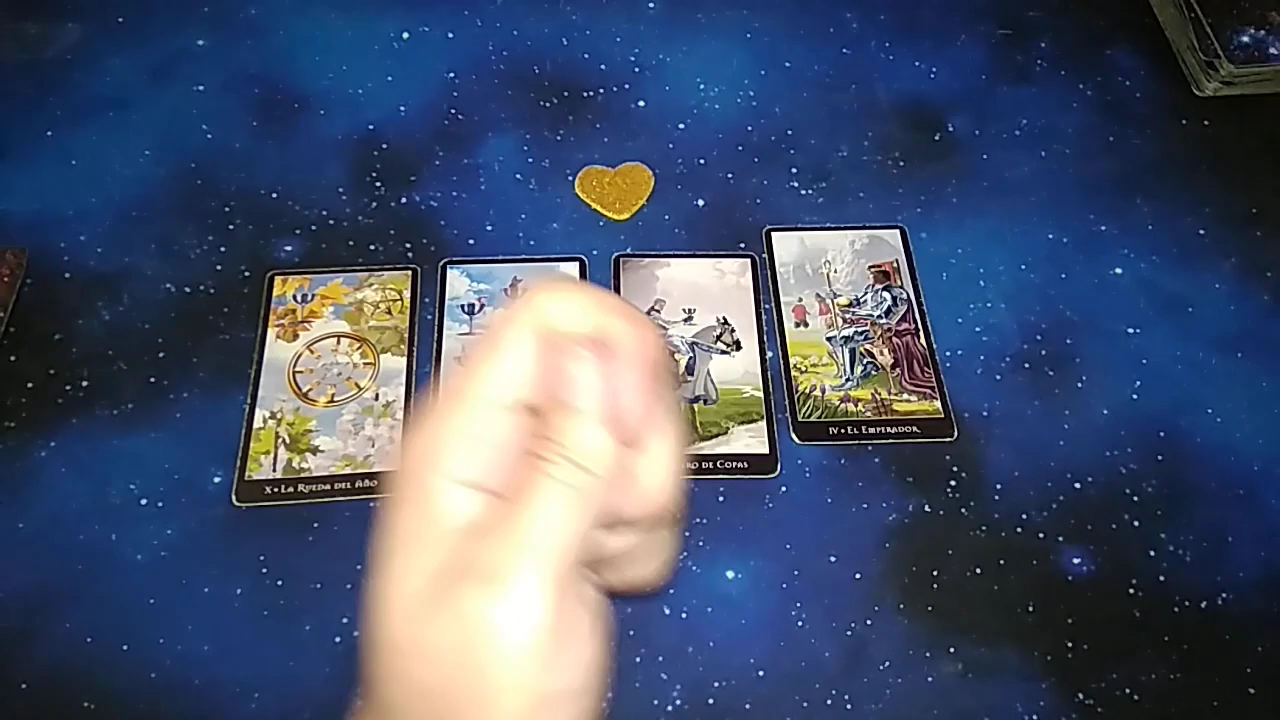 X • La Rueda del Año
ro de Copas
IV • El Emperador